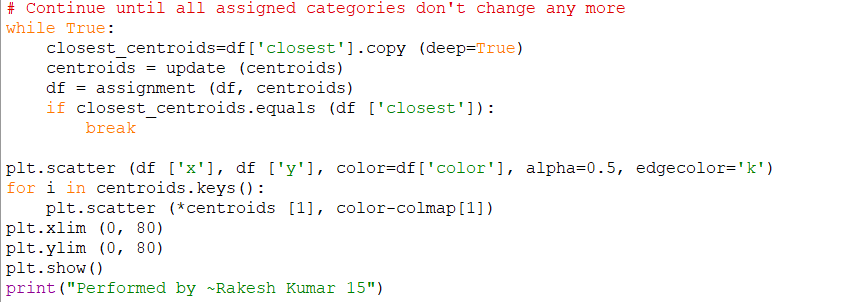 # Continue until all assigned categories don't change any more
while True:
    closest_centroids=df['closest'].copy (deep=True)
    centroids = update (centroids)
    df = assignment (df, centroids)
    if closest_centroids.equals (df ['closest']):
        break

plt.scatter (df ['x'], df ['y'], color=df['color'], alpha=0.5, edgecolor='k')
for i in centroids.keys():
    plt.scatter (*centroids [1], color-colmap[1])
plt.xlim (0, 80)
plt.ylim (0, 80)
plt.show()
print("Performed by ~Rakesh Kumar 15")